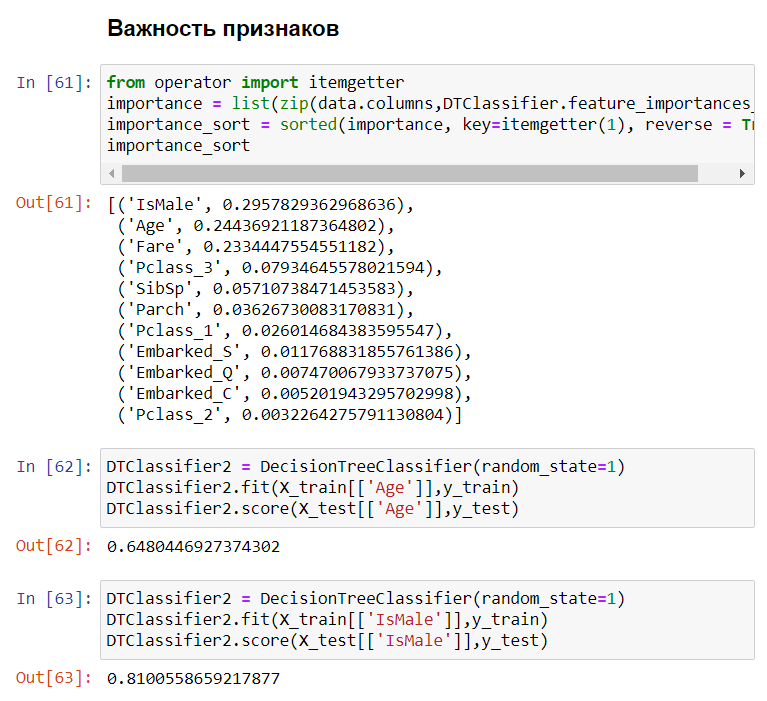 Важность признаков
In [61]:
from operator import itemgetter
importance = list(zip(data.columns,DTClassifier.feature_importances_
importance_sort = sorted(importance, key=itemgetter(1), reverse = Tr
importance_sort
Out[61]:
[('IsMale', 0.2957829362968636),
('Age', 0.24436921187364802),
('Fare', 0.2334447554551182),
('Pclass_3', 0.07934645578021594),
('SibSp', 0.05710738471453583),
('Parch', 0.03626730083170831),
('Pclass_1', 0.026014684383595547),
('Embarked_S', 0.011768831855761386),
('Embarked_Q', 0.007470067933737075),
('Embarked_C', 0.005201943295702998),
('Pclass_2', 0.0032264275791130804)]
In [62]:
DTClassifier2 = DecisionTreeClassifier(random_state=1)
DTClassifier2.fit(X_train[['Age']],y_train)
DTClassifier2.score(X_test[['Age']],y_test)
Out[62]:
0.6480446927374302
In [63]:
DTClassifier2 = DecisionTreeClassifier(random_state=1)
DTClassifier2.fit(X_train[['IsMale']],y_train)
DTClassifier2.score(X_test[['IsMale']],y_test)
Out[63]:
0.8100558659217877